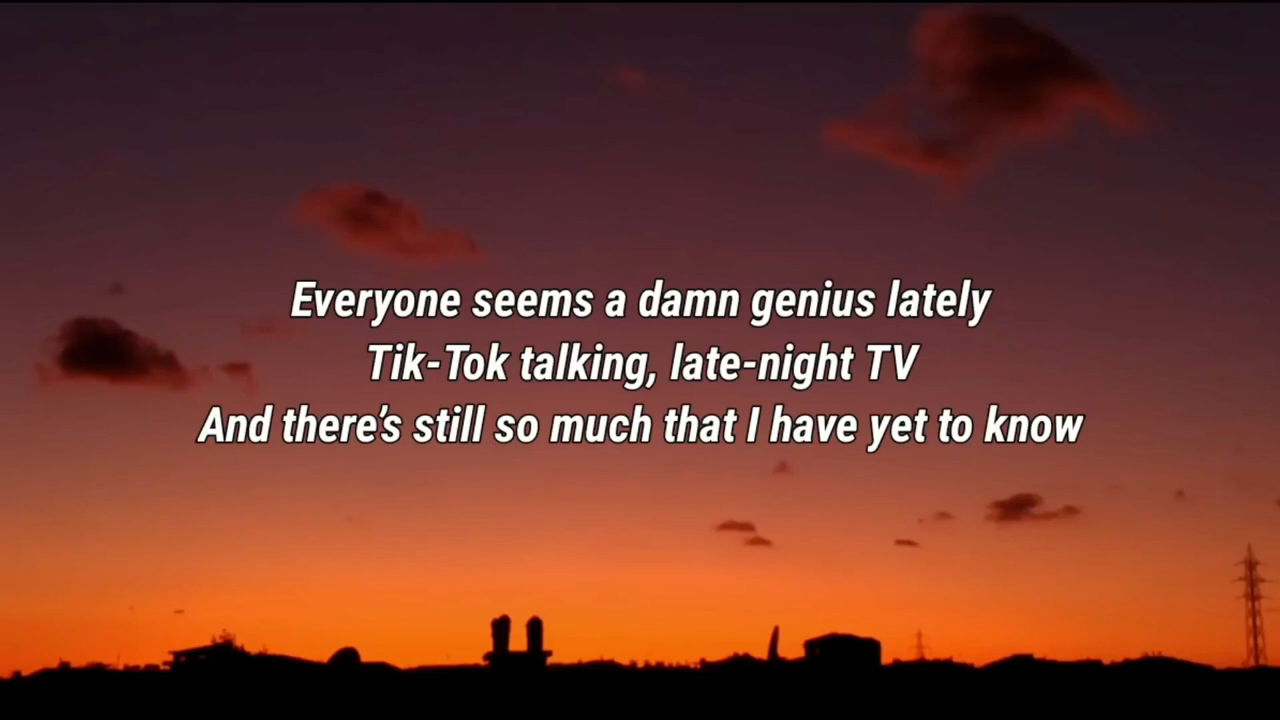 Everyone seems a damn genius lately
Tik-Tok talking, late-night TV
And there's still so much that I have yet to know